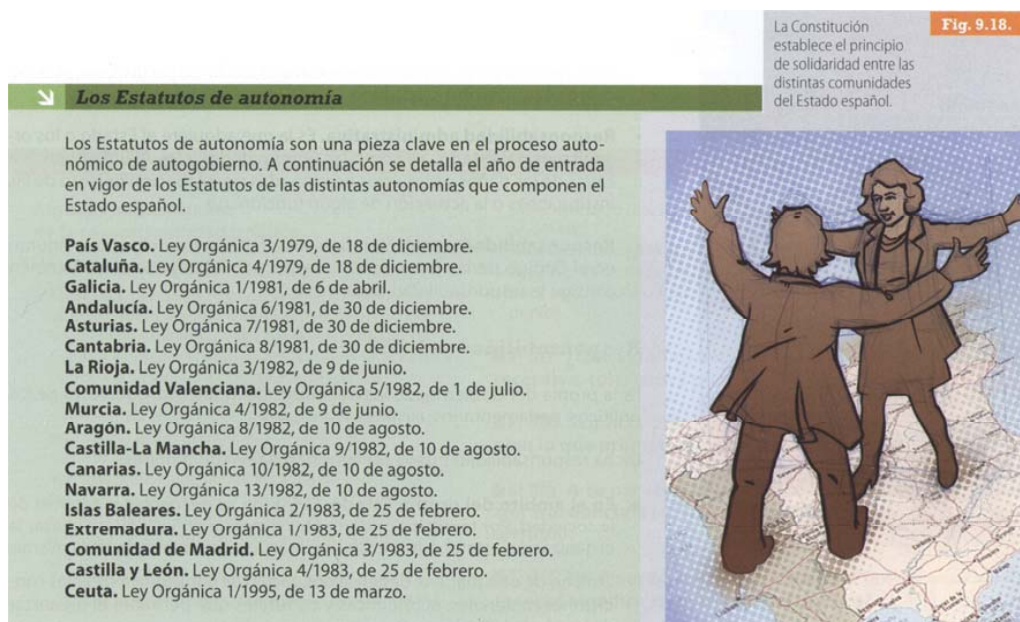 La Constitución
establece el principio
de solidaridad entre las
distintas comunidades
del Estado español.
Fig. 9.18.
Los Estatutos de autonomía
Los Estatutos de autonomía son una pieza clave en el proceso auto-
nómico de autogobierno. A continuación se detalla el año de entrada
en vigor de los Estatutos de las distintas autonomías que componen el
Estado español.
País Vasco. Ley Orgánica 3/1979, de 18 de diciembre.
Cataluña. Ley Orgánica 4/1979, de 18 de diciembre.
Galicia. Ley Orgánica 1/1981, de 6 de abril.
Andalucía. Ley Orgánica 6/1981, de 30 de diciembre.
Asturias. Ley Orgánica 7/1981, de 30 de diciembre.
Cantabria. Ley Orgánica 8/1981, de 30 de diciembre.
La Rioja. Ley Orgánica 3/1982, de 9 de junio.
Comunidad Valenciana. Ley Orgánica 5/1982, de 1 de julio.
Murcia. Ley Orgánica 4/1982, de 9 de junio.
Aragón. Ley Orgánica 8/1982, de 10 de agosto.
Castilla-La Mancha. Ley Orgánica 9/1982, de 10 de agosto.
Canarias. Ley Orgánica 10/1982, de 10 de agosto.
Navarra. Ley Orgánica 13/1982, de 10 de agosto.
Islas Baleares. Ley Orgánica 2/1983, de 25 de febrero.
Extremadura. Ley Orgánica 1/1983, de 25 de febrero.
Comunidad de Madrid. Ley Orgánica 3/1983, de 25 de febrero.
Castilla y León. Ley Orgánica 4/1983, de 25 de febrero.
Ceuta. Ley Orgánica 1/1995, de 13 de marzo.